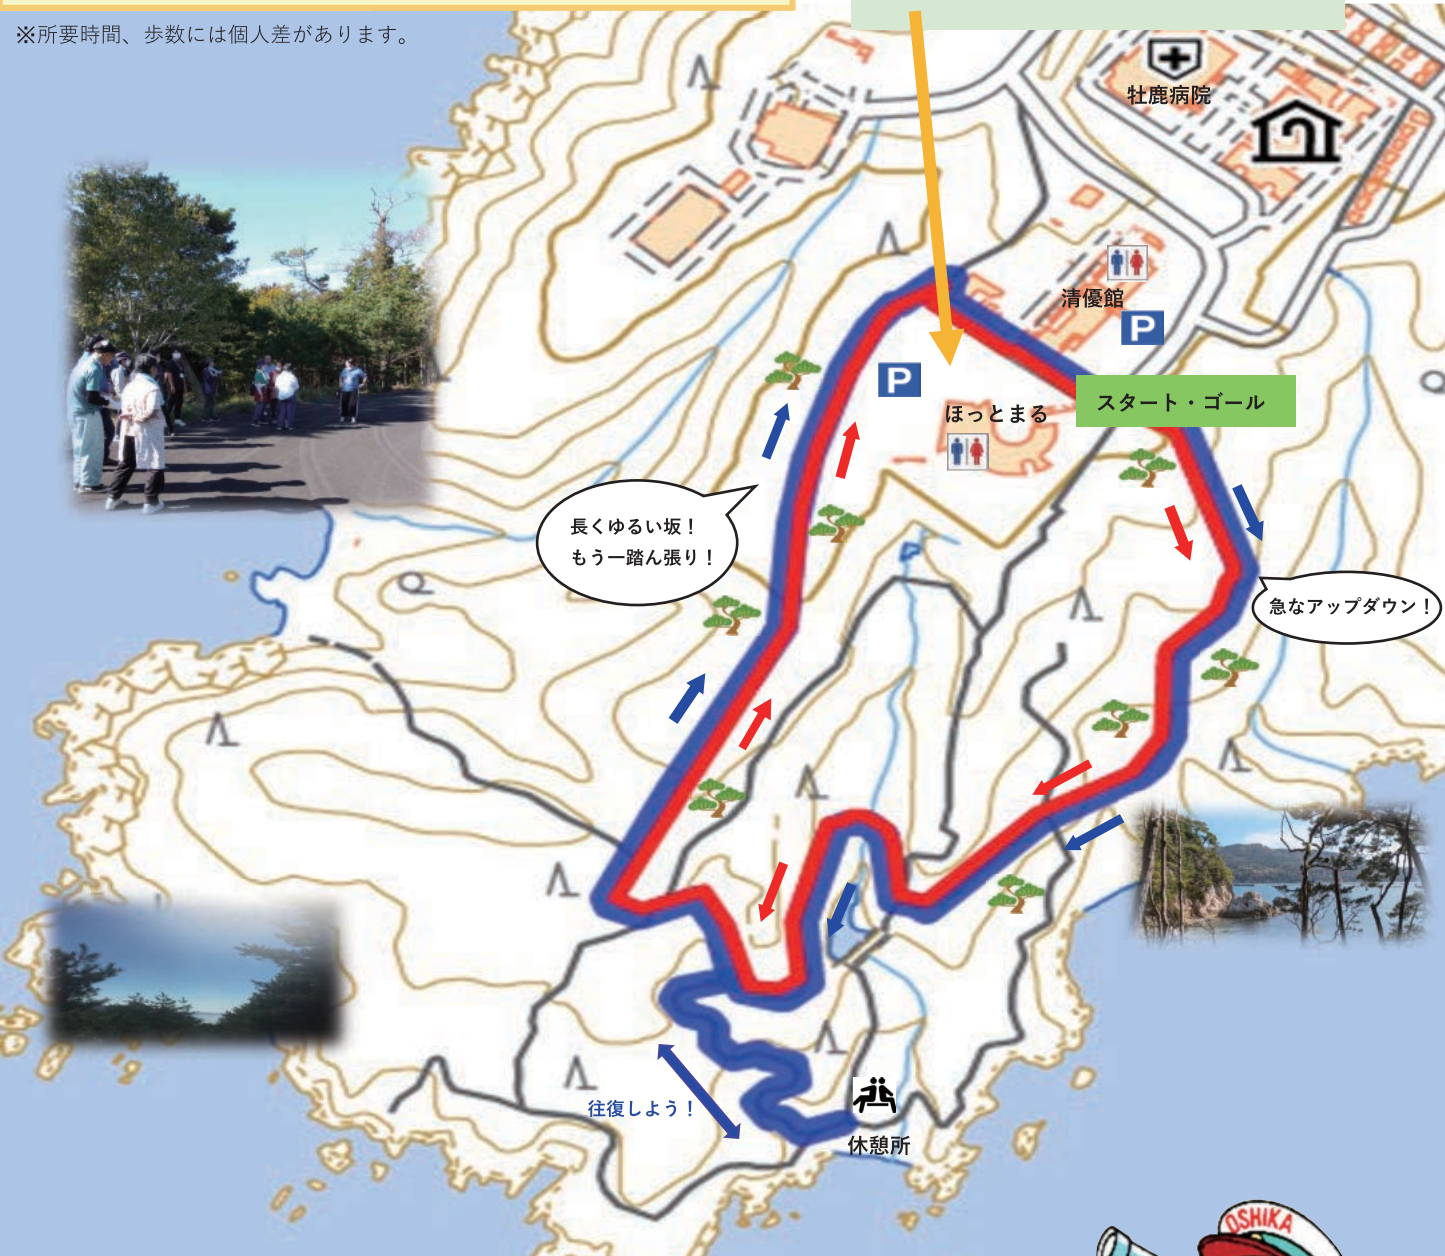 ※所要時間、歩数には個人差があります。
牡鹿病院
清優館
P
P
スタート・ゴール
ほっとまる
長くゆるい坂！
もう一踏ん張り！
急なアップダウン！
往復しよう！
休憩所
OSHIKA